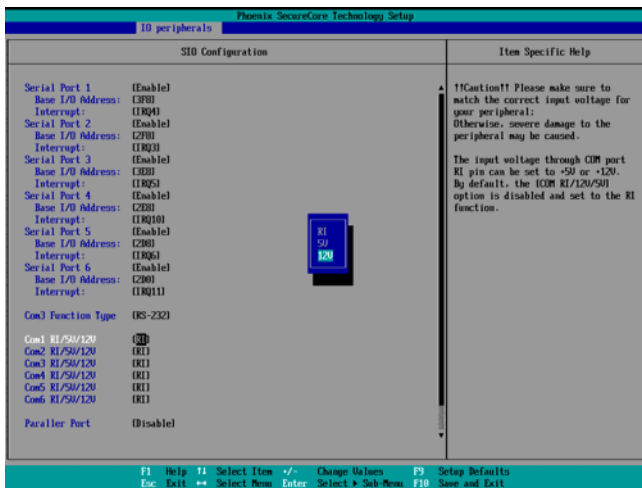 Phoenix SecureCore Technology Setup
IO peripherals
SIO Configuration
Item Specific Help
Serial Port 1 [Enable]
Base I/O Address: [3F8]
Interrupt: [IRQ4]
Serial Port 2 [Enable]
Base I/O Address: [2F8]
Interrupt: [IRQ3]
Serial Port 3 [Enable]
Base I/O Address: [3E8]
Interrupt: [IRQ5]
Serial Port 4 [Enable]
Base I/O Address: [2E8]
Interrupt: [IRQ10]
Serial Port 5 [Enable]
Base I/O Address: [2D8]
Interrupt: [IRQ6]
Serial Port 6 [Enable]
Base I/O Address: [2D0]
Interrupt: [IRQ11]
Com3 Function Type [RS-232]
Com1 RI/5V/12V [RI]
Com2 RI/5V/12V [RI]
Com3 RI/5V/12V [RI]
Com4 RI/5V/12V [RI]
Com5 RI/5V/12V [RI]
Com6 RI/5V/12V [RI]
Paraller Port [Disable]
RI
5V
12V
!!Caution!! Please make sure to
match the correct input voltage for
your peripheral;
Otherwise, severe damage to the
peripheral may be caused.
The input voltage through COM port
RI pin can be set to +5V or +12V.
By default, the [COM RI/12V/5V]
option is disabled and set to the RI
function.
F1 Help ↑↓ Select Item -/+ Change Values F9 Setup Defaults
Esc Exit ↔ Select Menu Enter Select ▶ Sub-Menu F10 Save and Exit